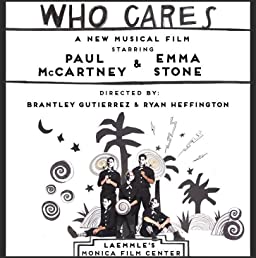 WHO CARES
A NEW MUSICAL FILM
STARRING
PAUL McCARTNEY & EMMA STONE
DIRECTED BY:
BRANTLEY GUTIERREZ & RYAN HEFFINGTON
LAEMMLE'S
MONICA FILM CENTER